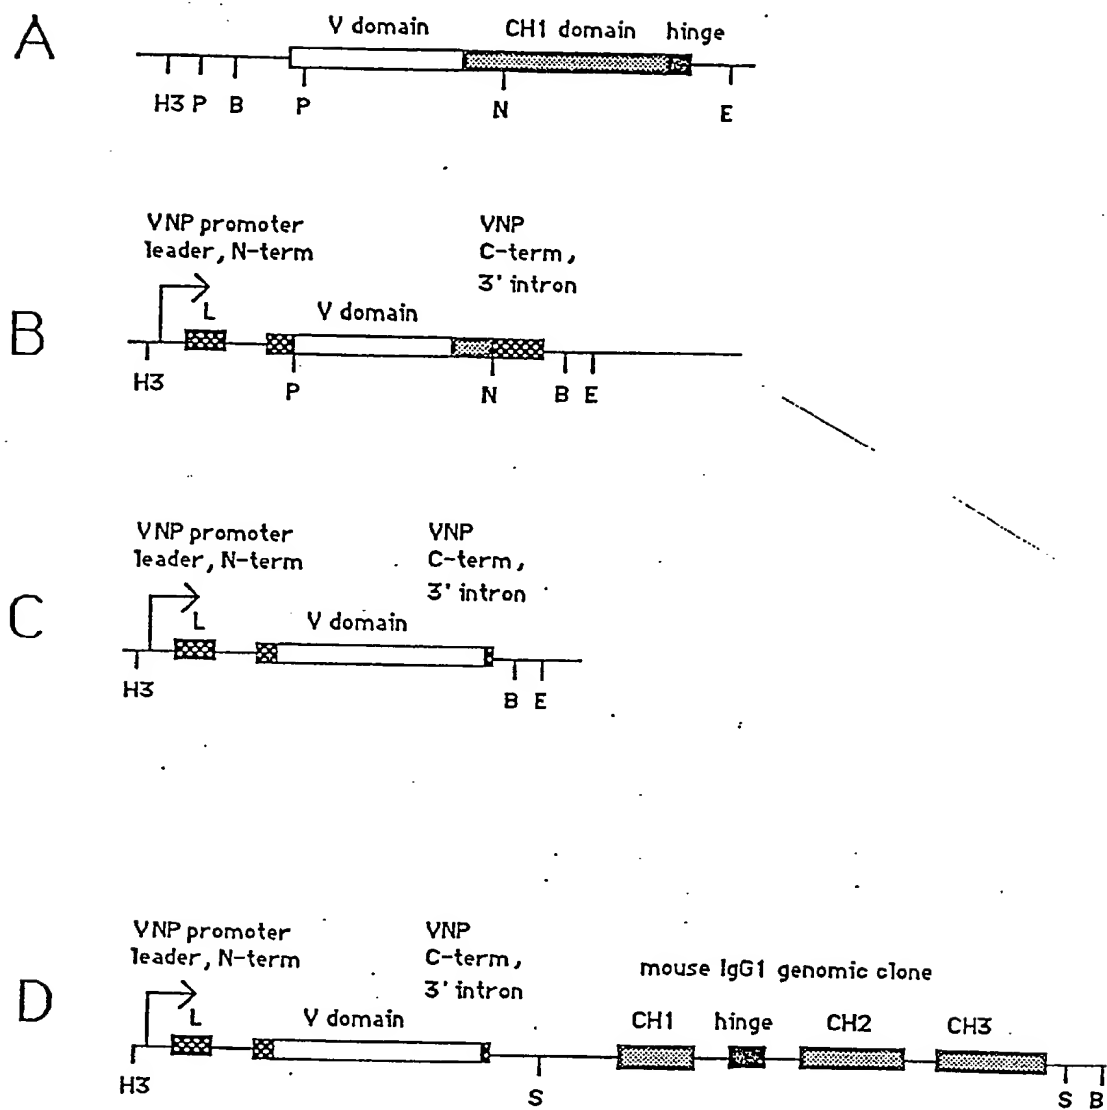 A
V domain CH1 domain hinge
H3 P B P N E
VNP promoter
leader, N-term
VNP
C-term,
3' intron
B
L
V domain
H3 P N B E
VNP promoter
leader, N-term
VNP
C-term,
3' intron
C
L
V domain
H3 B E
VNP promoter
leader, N-term
VNP
C-term,
3' intron
mouse IgG1 genomic clone
D
L
V domain
CH1 hinge CH2 CH3
H3 S S B